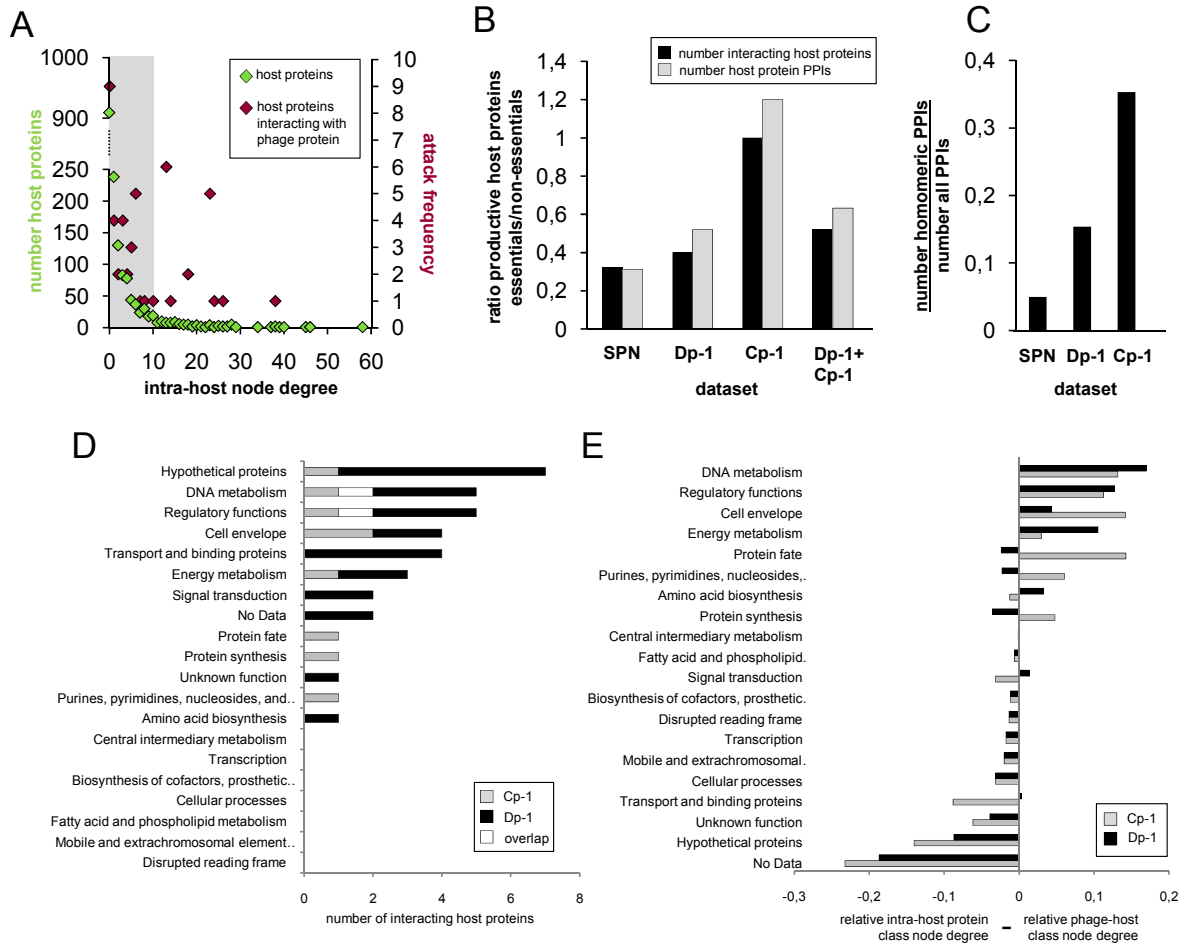 A
number host proteins
1000
900
250
200
150
100
50
0
host proteins
host proteins
interacting with
phage protein
10
9
8
7
6
5
4
3
2
1
0
attack frequency
0 10 20 30 40 50 60
intra-host node degree
B
ratio productive host proteins
essentials/non-essentials
number interacting host proteins
number host protein PPIs
1,4
1,2
1
0,8
0,6
0,4
0,2
0
SPN Dp-1 Cp-1 Dp-1+
Cp-1
dataset
C
number homomeric PPIs
number all PPIs
0,4
0,3
0,2
0,1
0
SPN Dp-1 Cp-1
dataset
D
Hypothetical proteins
DNA metabolism
Regulatory functions
Cell envelope
Transport and binding proteins
Energy metabolism
Signal transduction
No Data
Protein fate
Protein synthesis
Unknown function
Purines, pyrimidines, nucleosides, and..
Amino acid biosynthesis
Central intermediary metabolism
Transcription
Biosynthesis of cofactors, prosthetic..
Cellular processes
Fatty acid and phospholipid metabolism
Mobile and extrachromosomal element..
Disrupted reading frame
Cp-1
Dp-1
overlap
0 2 4 6 8
number of interacting host proteins
E
DNA metabolism
Regulatory functions
Cell envelope
Energy metabolism
Protein fate
Purines, pyrimidines, nucleosides,.
Amino acid biosynthesis
Protein synthesis
Central intermediary metabolism
Fatty acid and phospholipid.
Signal transduction
Biosynthesis of cofactors, prosthetic.
Disrupted reading frame
Transcription
Mobile and extrachromosomal.
Cellular processes
Transport and binding proteins
Unknown function
Hypothetical proteins
No Data
Cp-1
Dp-1
-0,3 -0,2 -0,1 0 0,1 0,2
relative intra-host protein
class node degree
–
relative phage-host
class node degree